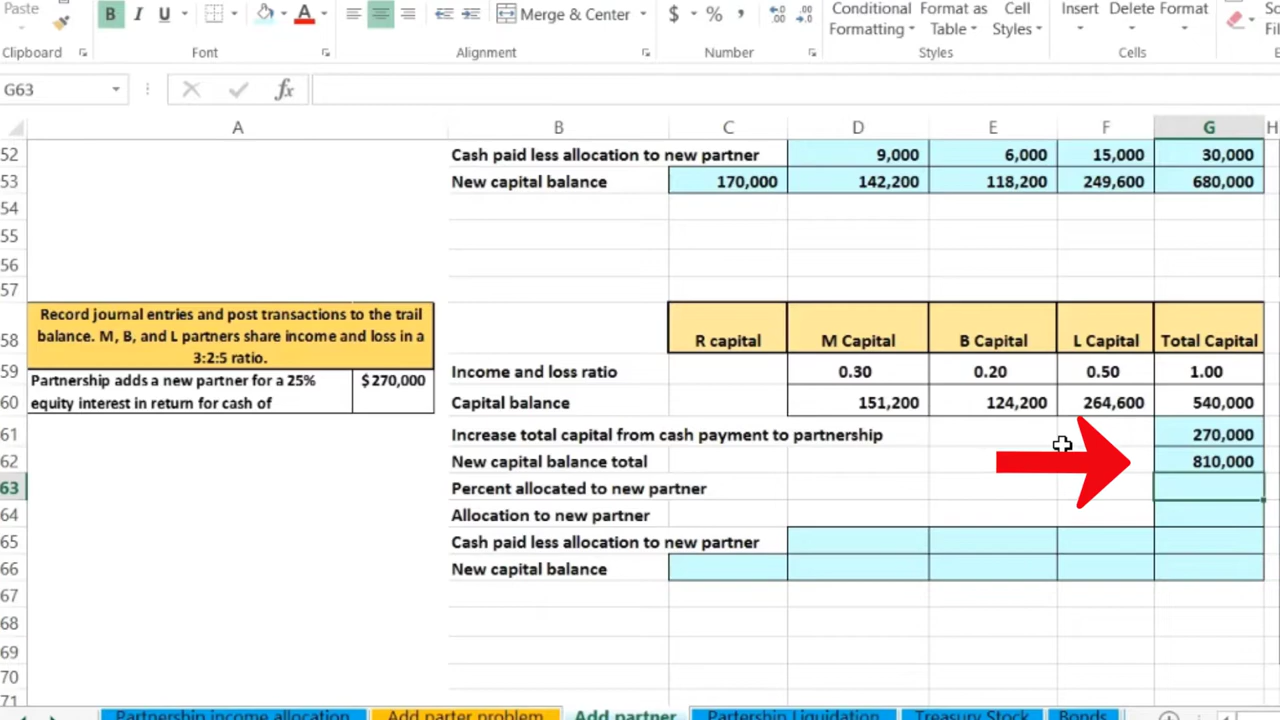 Paste
B I U A
Merge & Center
$ % ,
Conditional Formatting
Format as Table
Cell Styles
Insert Delete Format
Clipboard Font Alignment Number Styles Cells
G63 fx
A B C D E F G H
52 Cash paid less allocation to new partner 9,000 6,000 15,000 30,000
53 New capital balance 170,000 142,200 118,200 249,600 680,000
54
55
56
57
Record journal entries and post transactions to the trail
balance. M, B, and L partners share income and loss in a
3:2:5 ratio.
58 R capital M Capital B Capital L Capital Total Capital
59 Income and loss ratio 0.30 0.20 0.50 1.00
Partnership adds a new partner for a 25% $ 270,000
equity interest in return for cash of
60 Capital balance 151,200 124,200 264,600 540,000
61 Increase total capital from cash payment to partnership 270,000
62 New capital balance total 810,000
63 Percent allocated to new partner
64 Allocation to new partner
65 Cash paid less allocation to new partner
66 New capital balance
67
68
69
70
71
Partnership income allocation Add parter problem Add partner Partership Liquidation Treasury Stock Bonds